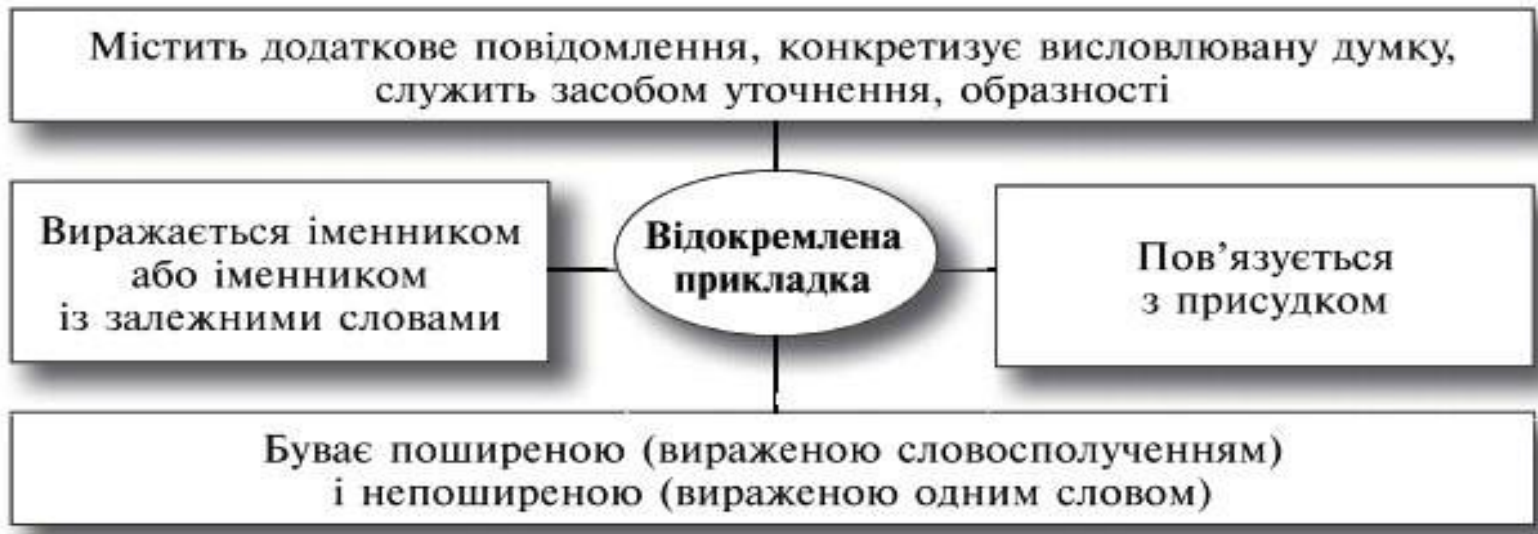 Містить додаткове повідомлення, конкретизує висловлювану думку,
служить засобом уточнення, образності
Виражається іменником
або іменником
із залежними словами
Відокремлена
прикладка
Пов’язується
з присудком
Буває поширеною (вираженою словосполученням)
і непоширеною (вираженою одним словом)